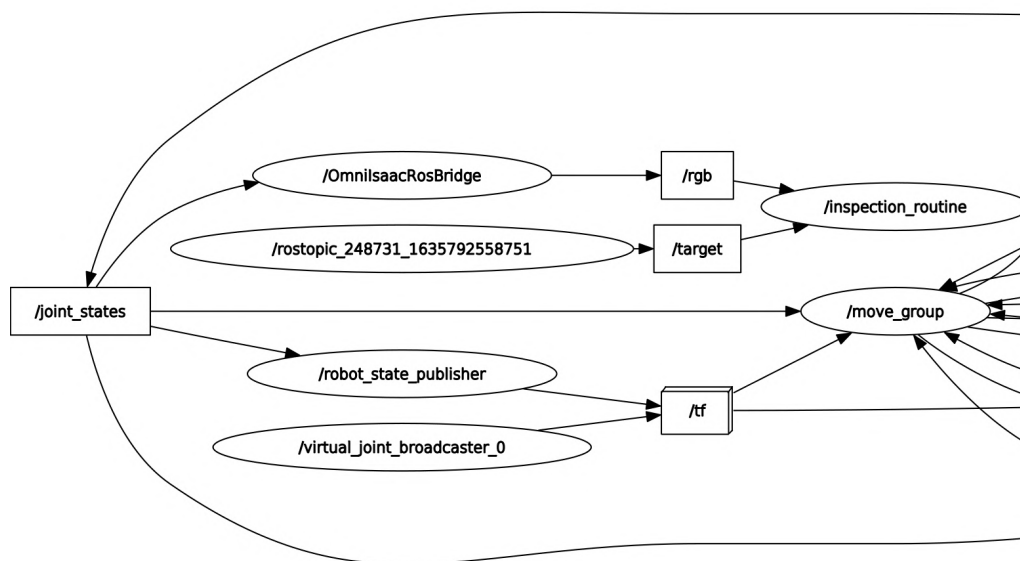 /OmniIsaacRosBridge
/rgb
/inspection_routine
/rostopic_248731_1635792558751
/target
/joint_states
/move_group
/robot_state_publisher
/tf
/virtual_joint_broadcaster_0